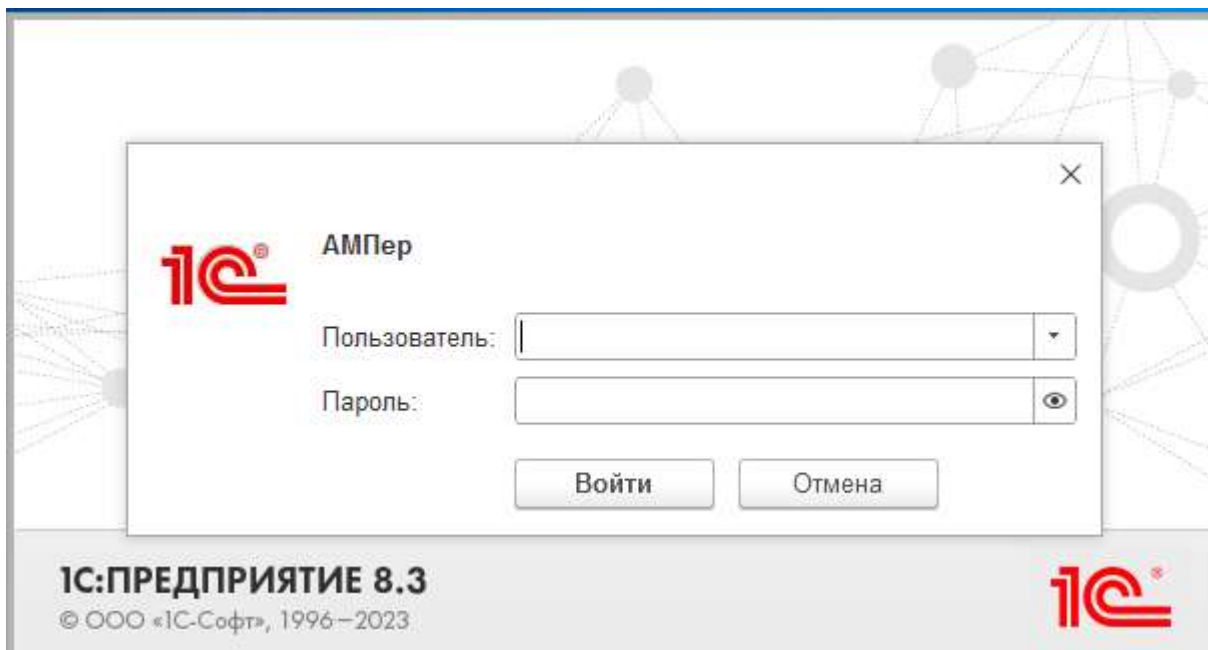 1С®
АМПер
Пользователь:
Пароль:
Войти
Отмена
1С:ПРЕДПРИЯТИЕ 8.3
© ООО «1С-Софт», 1996–2023
1С®